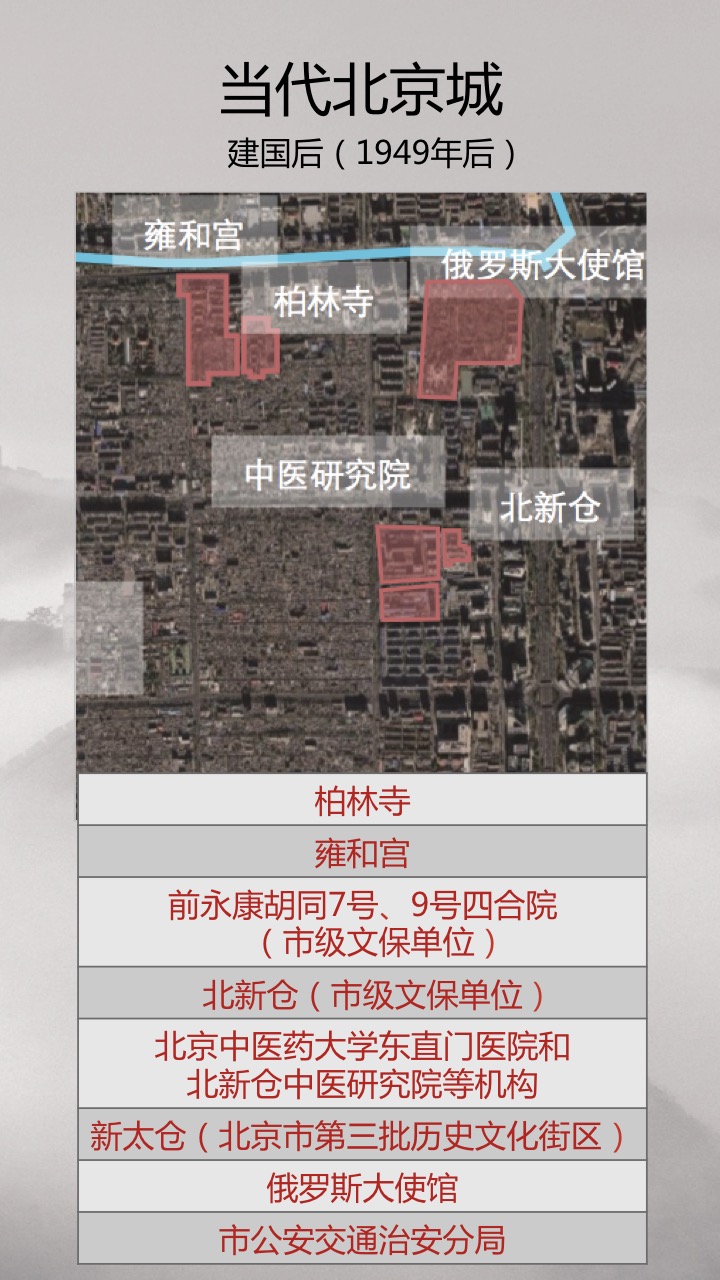 当代北京城
建国后（1949年后）
雍和宫
俄罗斯大使馆
柏林寺
中医研究院
北新仓
柏林寺
雍和宫
前永康胡同7号、9号四合院
（市级文保单位）
北新仓（市级文保单位）
北京中医药大学东直门医院和
北新仓中医研究院等机构
新太仓（北京市第三批历史文化街区）
俄罗斯大使馆
市公安交通治安分局